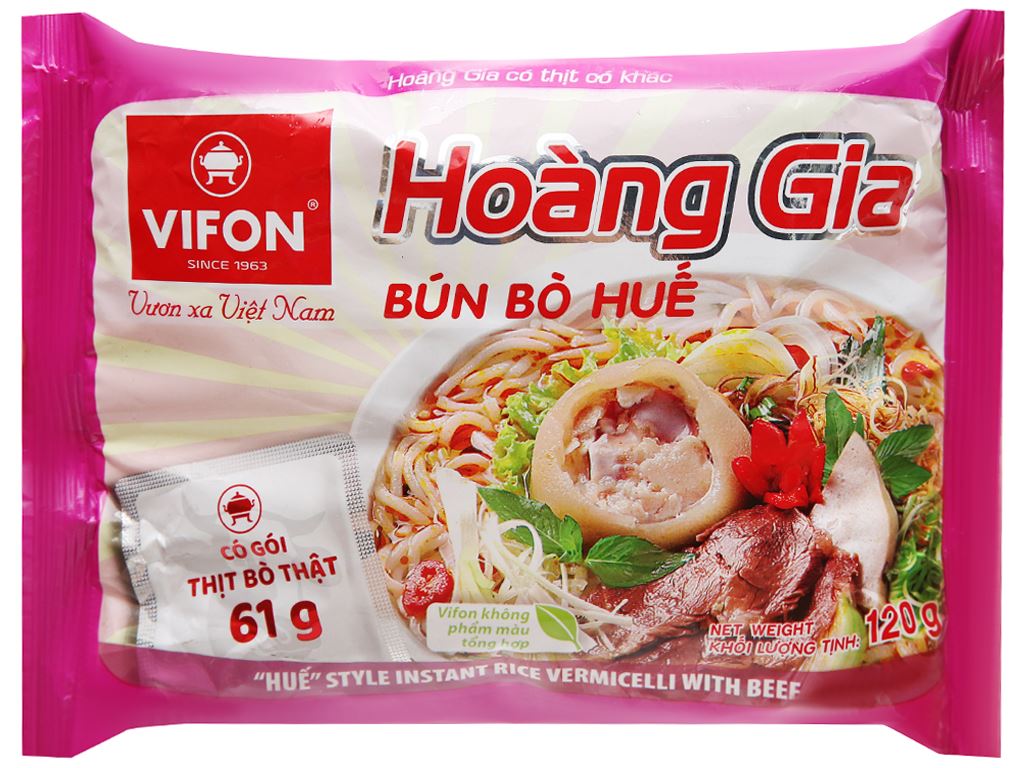 Hoàng Gia có thịt có khác
VIFON®
SINCE 1963
Vươn xa Việt Nam
Hoàng Gia
BÚN BÒ HUẾ
CÓ GÓI
THỊT BÒ THẬT
61 g
Vifon không
phẩm màu
tổng hợp
NET WEIGHT
KHỐI LƯỢNG TỊNH: 120 g
"HUẾ" STYLE INSTANT RICE VERMICELLI WITH BEEF